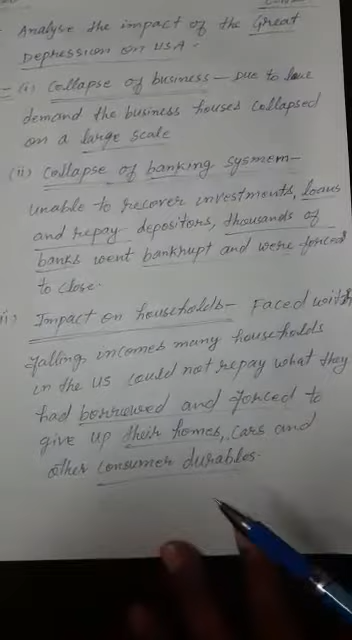 Analyse the impact of the Great
Depression on USA.
(i) Collapse of business - Due to low
demand the business houses collapsed
on a large scale
(ii) Collapse of banking sysmem-
unable to recover investments, loans
and repay depositors, thousands of
banks went bankrupt and were forced
to close.
ii) Impact on households- Faced with
falling incomes many households
in the US could not repay what they
had borrowed and forced to
give up their homes, cars and
other consumer durables.